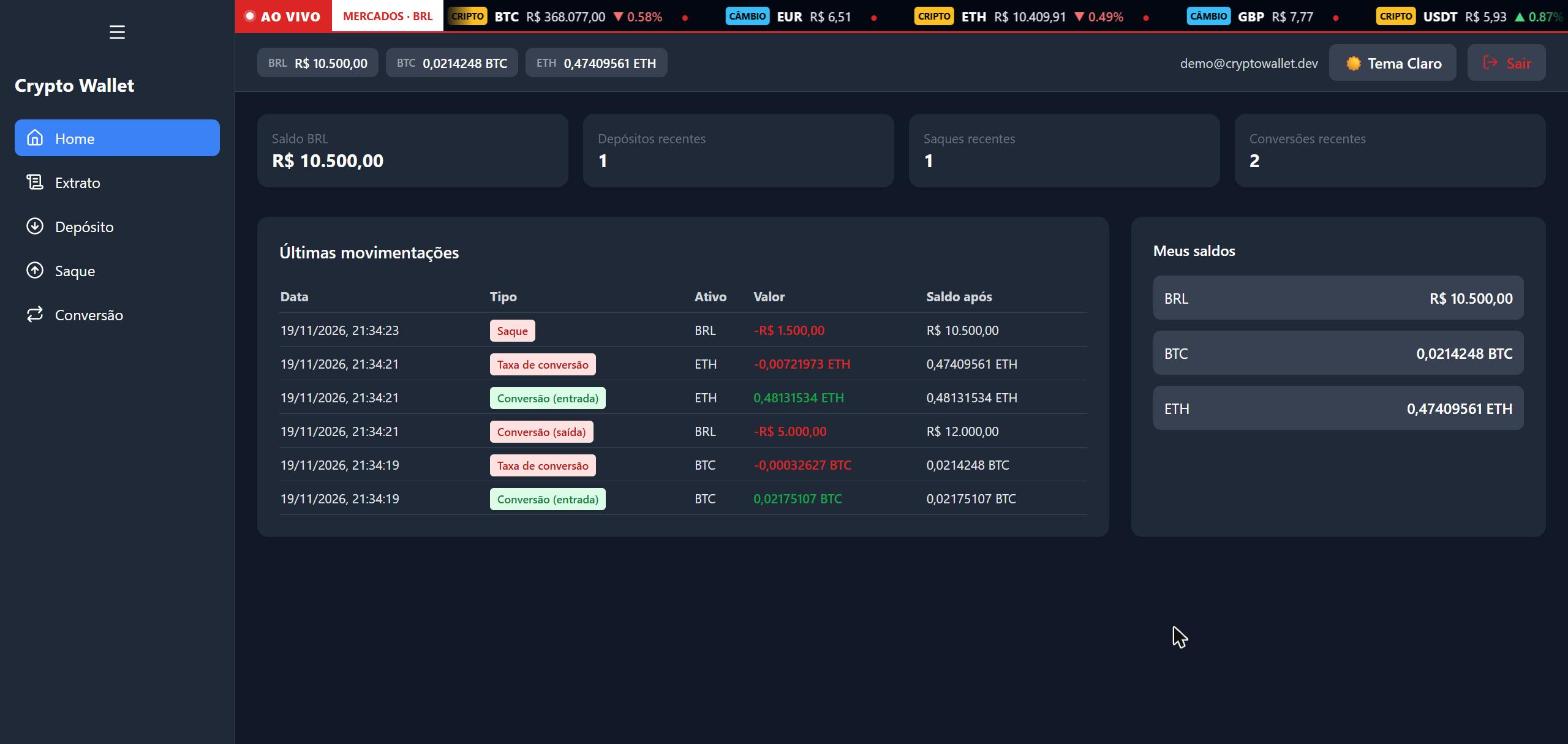 AO VIVO MERCADOS · BRL CRIPTO BTC R$ 368.077,00 ▼ 0.58% • CÂMBIO EUR R$ 6,51 • CRIPTO ETH R$ 10.409,91 ▼ 0.49% • CÂMBIO GBP R$ 7,77 • CRIPTO USDT R$ 5,93 ▲ 0.87%
BRL R$ 10.500,00 BTC 0,0214248 BTC ETH 0,47409561 ETH demo@cryptowallet.dev Tema Claro Sair
Crypto Wallet
Home
Extrato
Depósito
Saque
Conversão
Saldo BRL
R$ 10.500,00
Depósitos recentes
1
Saques recentes
1
Conversões recentes
2
Últimas movimentações
Data Tipo Ativo Valor Saldo após
19/11/2026, 21:34:23 Saque BRL -R$ 1.500,00 R$ 10.500,00
19/11/2026, 21:34:21 Taxa de conversão ETH -0,00721973 ETH 0,47409561 ETH
19/11/2026, 21:34:21 Conversão (entrada) ETH 0,48131534 ETH 0,48131534 ETH
19/11/2026, 21:34:21 Conversão (saída) BRL -R$ 5.000,00 R$ 12.000,00
19/11/2026, 21:34:19 Taxa de conversão BTC -0,00032627 BTC 0,0214248 BTC
19/11/2026, 21:34:19 Conversão (entrada) BTC 0,02175107 BTC 0,02175107 BTC
Meus saldos
BRL R$ 10.500,00
BTC 0,0214248 BTC
ETH 0,47409561 ETH